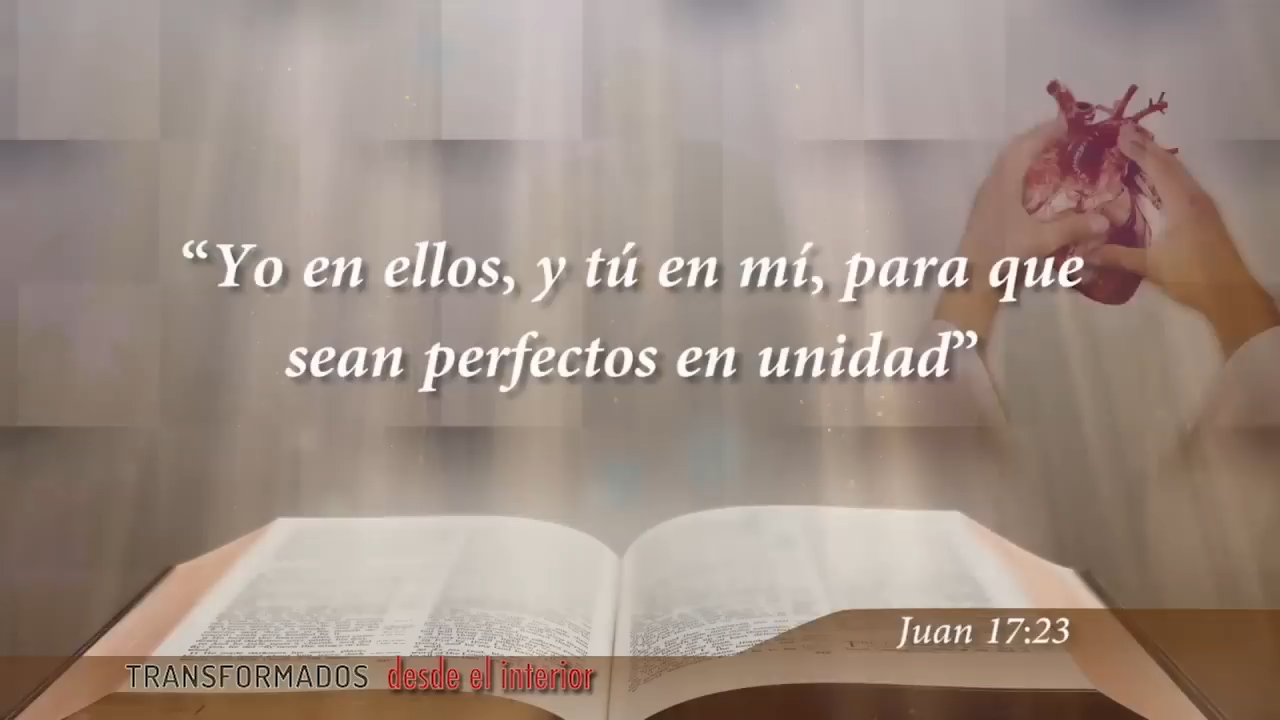 “Yo en ellos, y tú en mí, para que
sean perfectos en unidad”
Juan 17:23
TRANSFORMADOS desde el interior